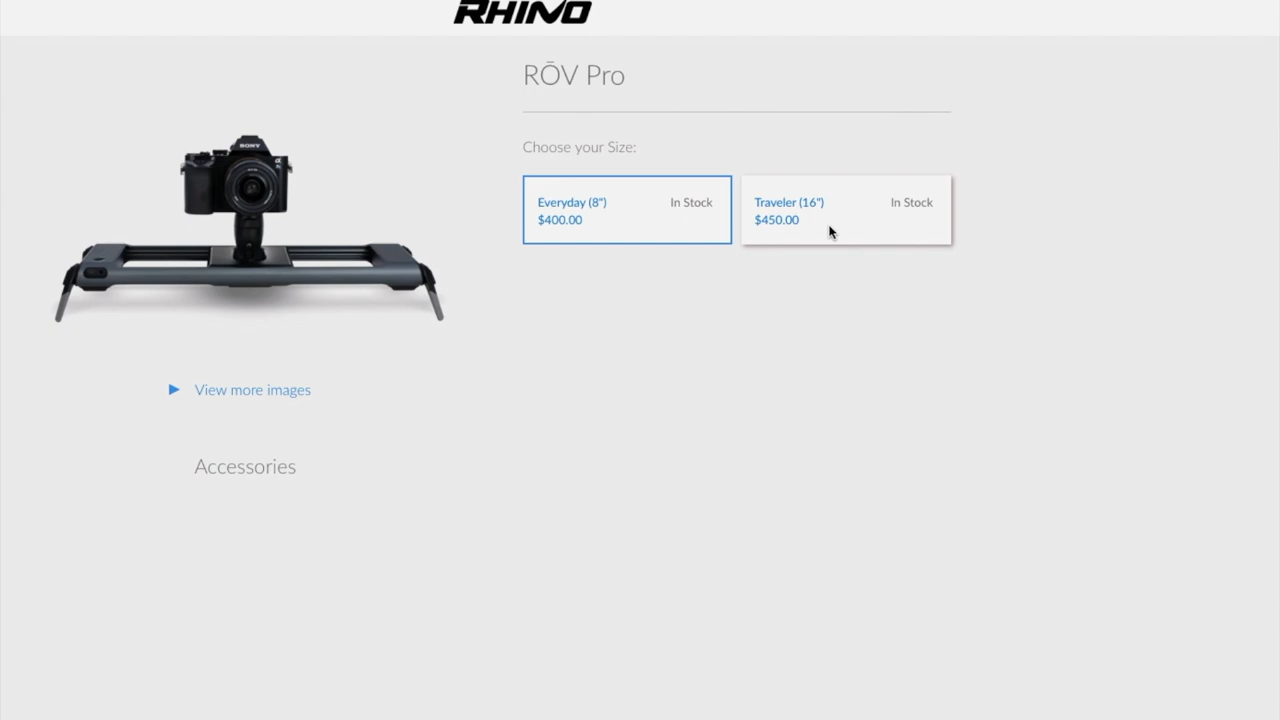 RHINO
RŌV Pro
SONY
Choose your Size:
Everyday (8") In Stock
$400.00
Traveler (16") In Stock
$450.00
View more images
Accessories